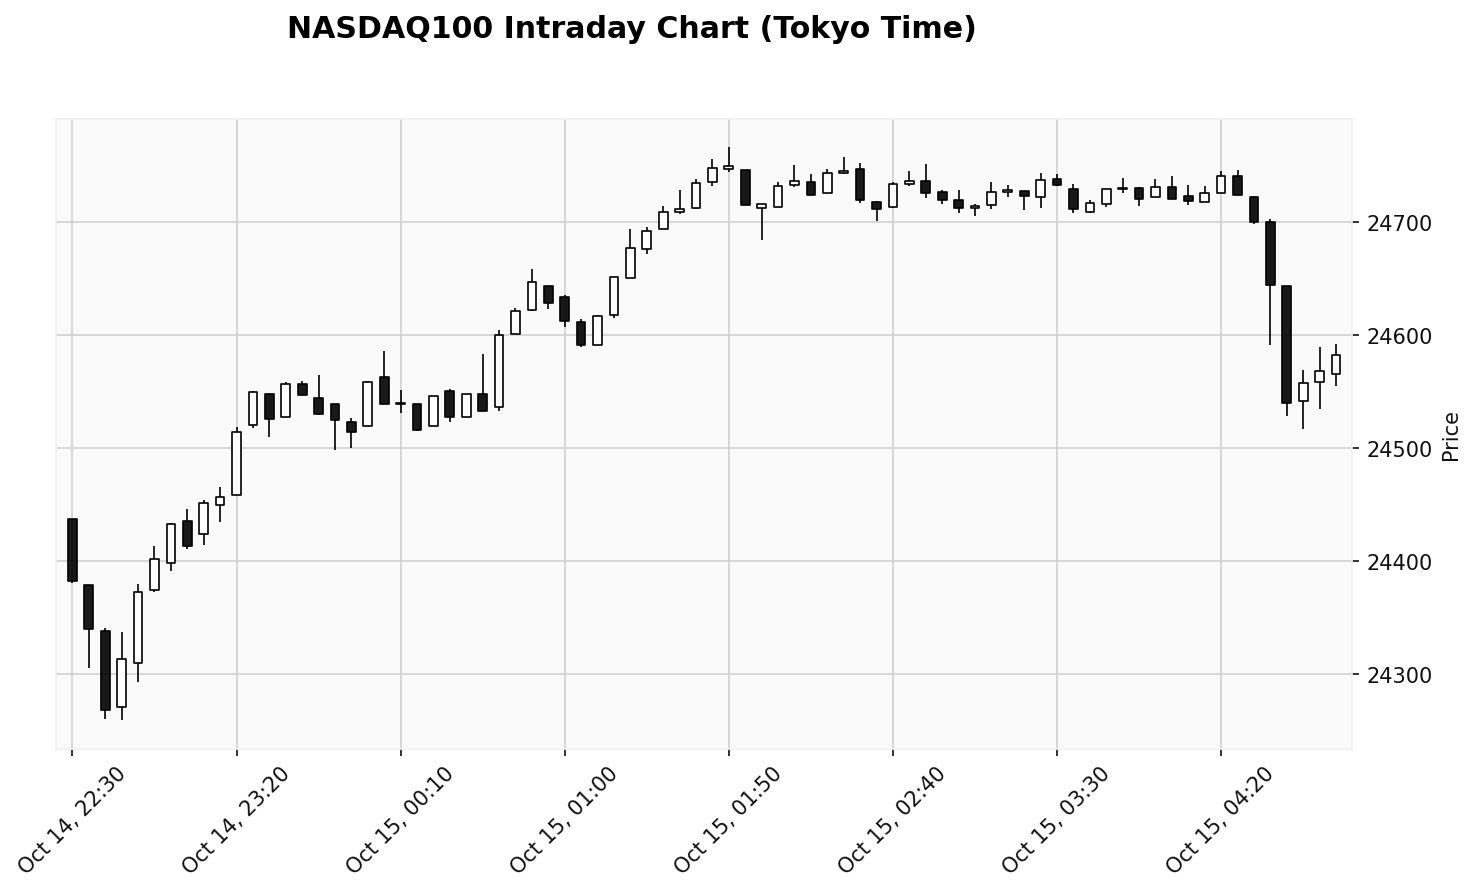 NASDAQ100 Intraday Chart (Tokyo Time)
24700
24600
24500
24400
24300
Price
Oct 14, 22:30
Oct 14, 23:20
Oct 15, 00:10
Oct 15, 01:00
Oct 15, 01:50
Oct 15, 02:40
Oct 15, 03:30
Oct 15, 04:20